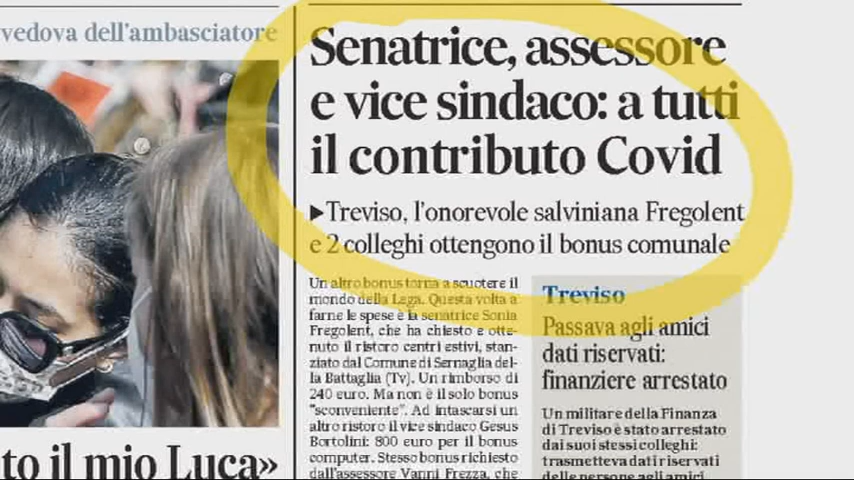 vedova dell'ambasciatore
to il mio Luca»
Senatrice, assessore
e vice sindaco: a tutti
il contributo Covid
▶Treviso, l'onorevole salviniana Fregolent
e 2 colleghi ottengono il bonus comunale
Un altro bonus torna a scuotere il
mondo della Lega. Questa volta a
farne le spese è la senatrice Sonia
Fregolent, che ha chiesto e otte-
nuto il ristoro centri estivi, stan-
ziato dal Comune di Sernaglia del-
la Battaglia (Tv). Un rimborso di
240 euro. Ma non è il solo bonus
"sconveniente". Ad intascarsi un
altro ristoro il vice sindaco Gesus
Bortolini: 800 euro per il bonus
computer. Stesso bonus richiesto
dall'assessore Vanni Frezza, che
Treviso
Passava agli amici
dati riservati:
finanziere arrestato
Un militare della Finanza
di Treviso è stato arrestato
dai suoi stessi colleghi:
trasmetteva dati riservati
delle persone agli amici